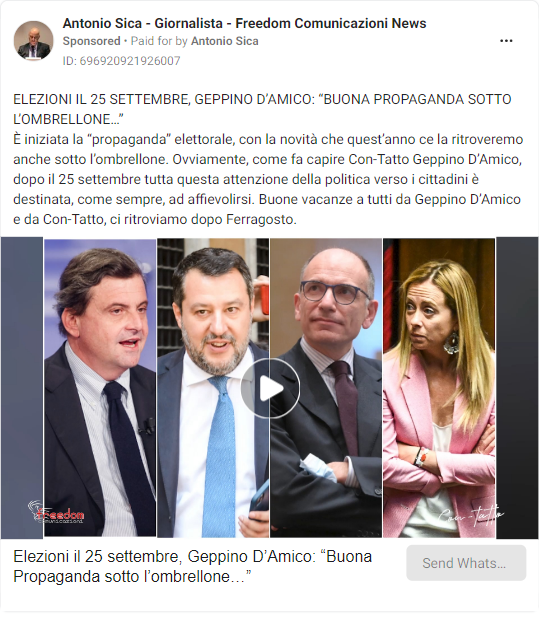 Antonio Sica - Giornalista - Freedom Comunicazioni News
Sponsored • Paid for by Antonio Sica
ID: 696920921926007
ELEZIONI IL 25 SETTEMBRE, GEPPINO D’AMICO: “BUONA PROPAGANDA SOTTO
L’OMBRELLONE…”
È iniziata la “propaganda” elettorale, con la novità che quest’anno ce la ritroveremo
anche sotto l’ombrellone. Ovviamente, come fa capire Con-Tatto Geppino D’Amico,
dopo il 25 settembre tutta questa attenzione della politica verso i cittadini è
destinata, come sempre, ad affievolirsi. Buone vacanze a tutti da Geppino D’Amico
e da Con-Tatto, ci ritroviamo dopo Ferragosto.
Freedom
comunicazioni
Con-tatto
Elezioni il 25 settembre, Geppino D’Amico: “Buona
Propaganda sotto l’ombrellone…”
Send Whats...